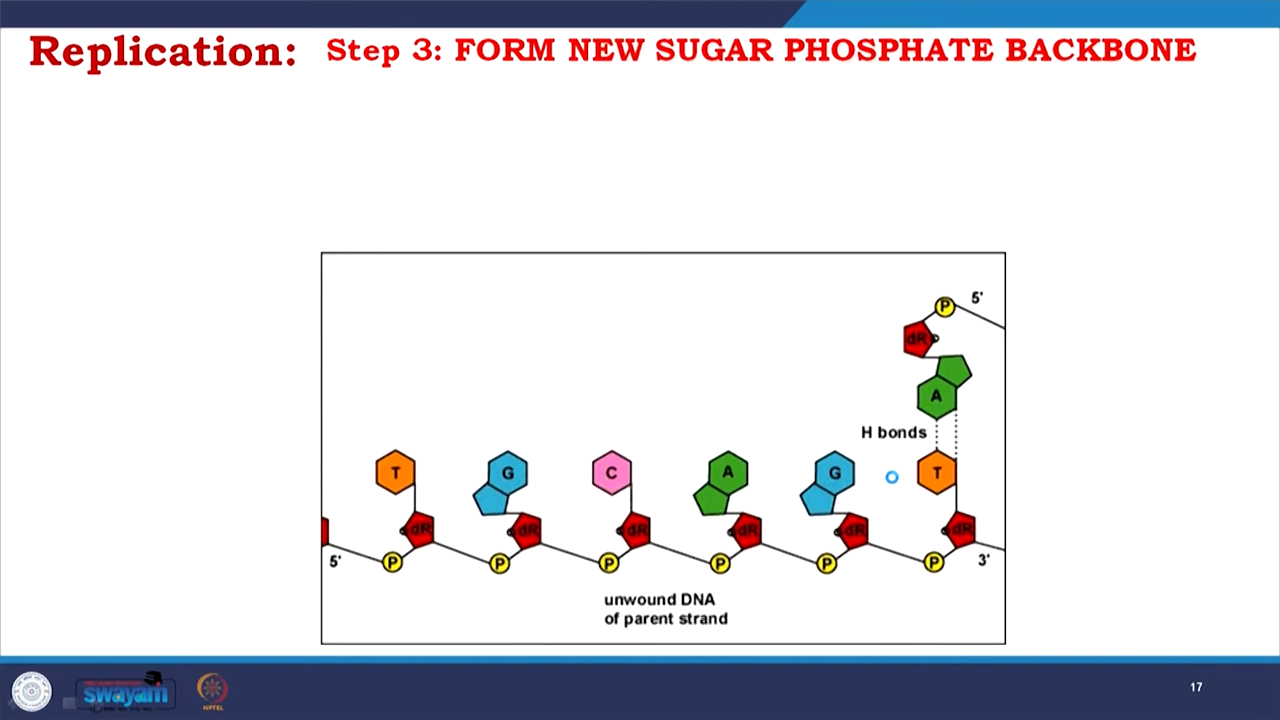 Replication: Step 3: FORM NEW SUGAR PHOSPHATE BACKBONE
P 5'
dR
A
H bonds
T G C A G T
dR dR dR dR dR dR
5' P P P P P P 3'
unwound DNA
of parent strand
swayam
NPTEL
17